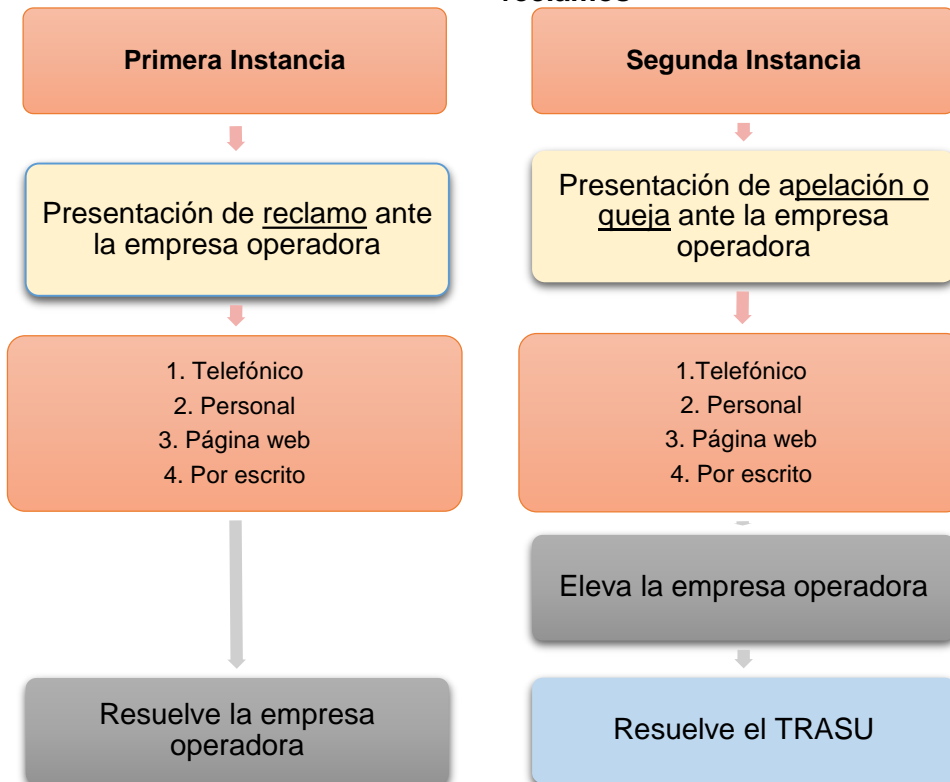 reclamos
Primera Instancia
Presentación de reclamo ante
la empresa operadora
1. Telefónico
2. Personal
3. Página web
4. Por escrito
Resuelve la empresa
operadora
Segunda Instancia
Presentación de apelación o
queja ante la empresa
operadora
1.Telefónico
2. Personal
3. Página web
4. Por escrito
Eleva la empresa operadora
Resuelve el TRASU